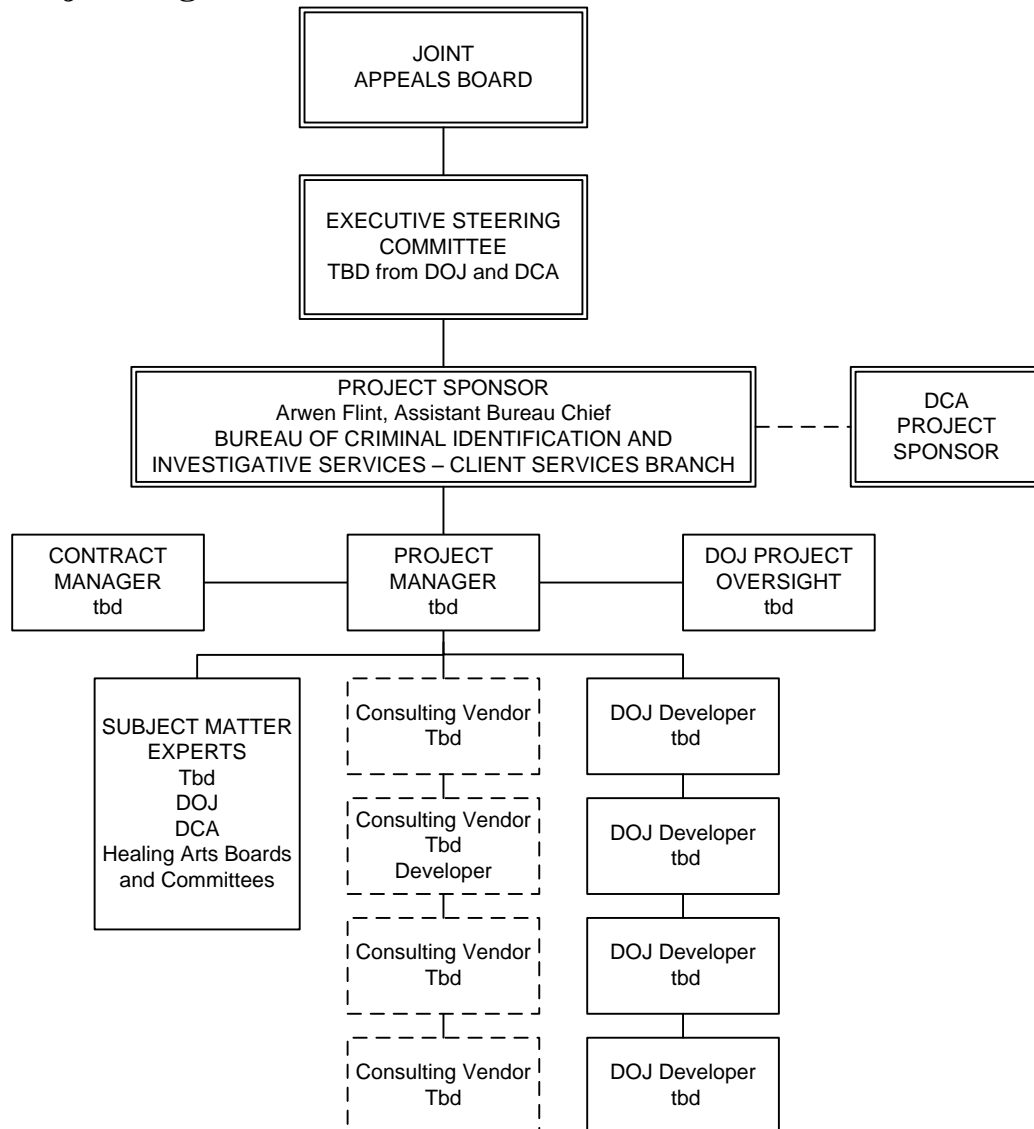 JOINT
APPEALS BOARD
EXECUTIVE STEERING
COMMITTEE
TBD from DOJ and DCA
PROJECT SPONSOR
Arwen Flint, Assistant Bureau Chief
BUREAU OF CRIMINAL IDENTIFICATION AND
INVESTIGATIVE SERVICES – CLIENT SERVICES BRANCH
DCA
PROJECT
SPONSOR
CONTRACT
MANAGER
tbd
PROJECT
MANAGER
tbd
DOJ PROJECT
OVERSIGHT
tbd
SUBJECT MATTER
EXPERTS
Tbd
DOJ
DCA
Healing Arts Boards
and Committees
Consulting Vendor
Tbd
Consulting Vendor
Tbd
Developer
Consulting Vendor
Tbd
Consulting Vendor
Tbd
DOJ Developer
tbd
DOJ Developer
tbd
DOJ Developer
tbd
DOJ Developer
tbd